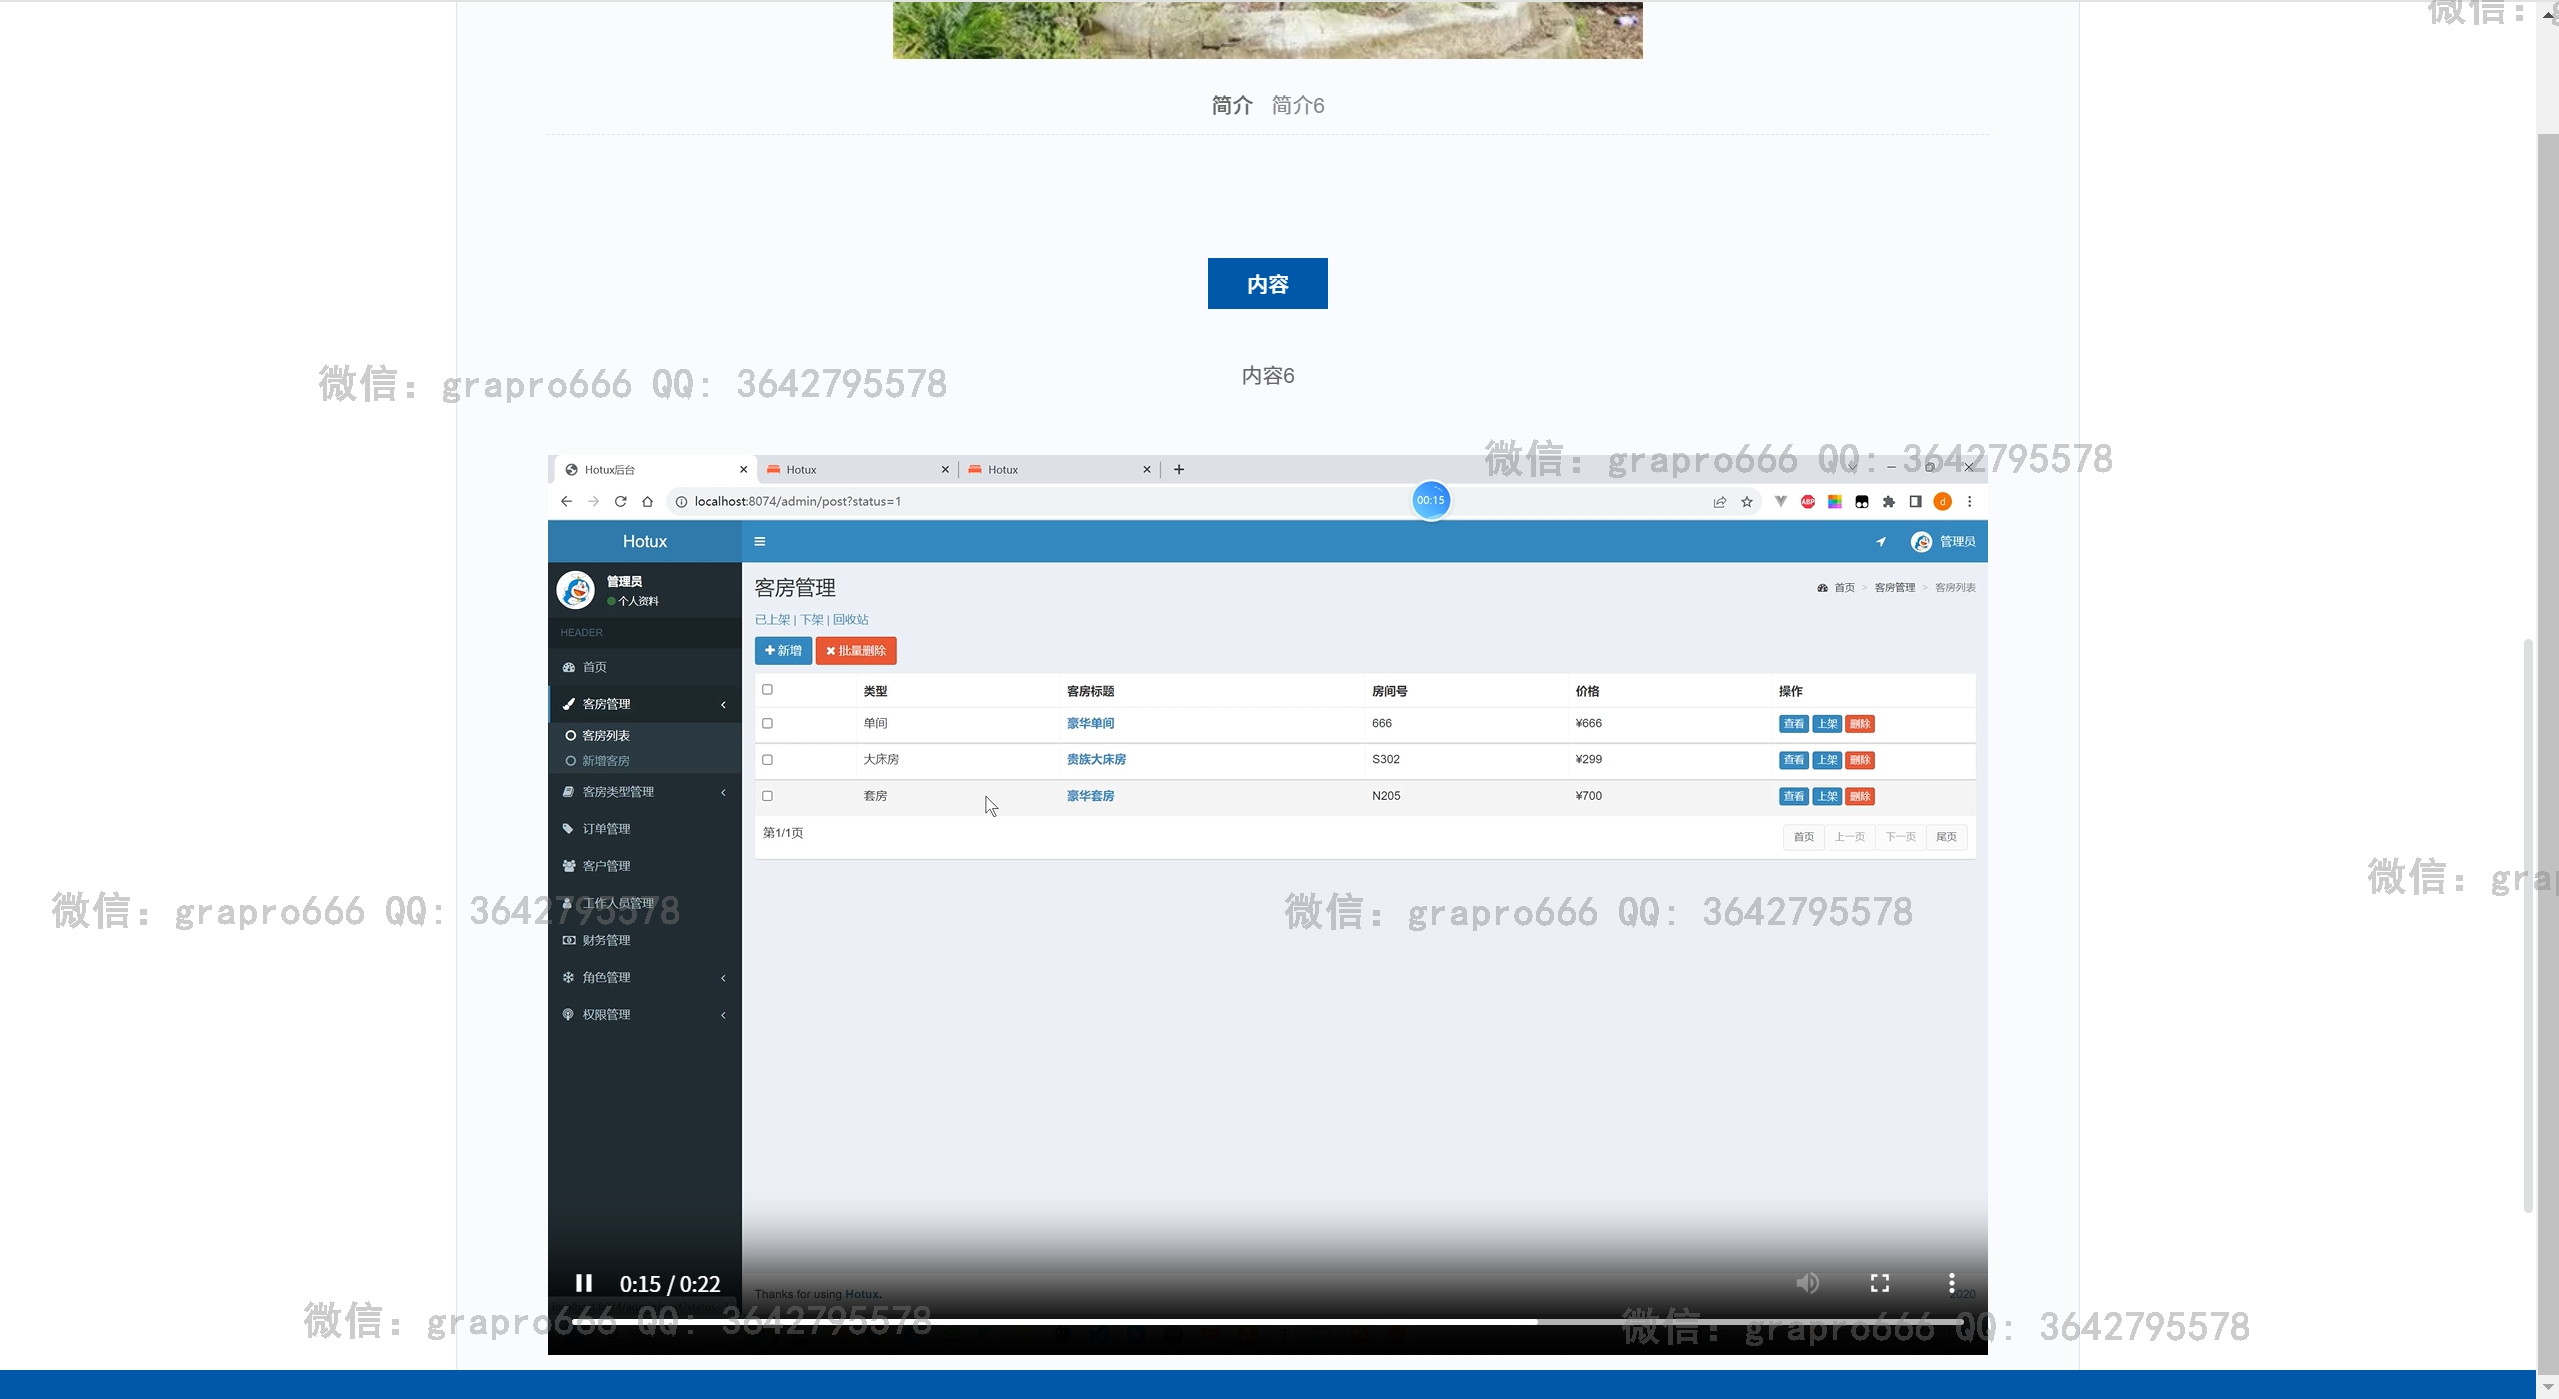 微信：
简介 简介6
内容
微信：grapro666 QQ: 3642795578
内容6
微信：grapro666 QQ: 3642795578
Hotux后台
Hotux
Hotux
localhost:8074/admin/post?status=1
00:15
ABP
d
Hotux
管理员
管理员
个人资料
HEADER
首页
客房管理
客房列表
新增客房
客房类型管理
订单管理
客户管理
工作人员管理
财务管理
角色管理
权限管理
客房管理
首页 > 客房管理 > 客房列表
已上架 | 下架 | 回收站
新增 批量删除
类型 客房标题 房间号 价格 操作
单间 豪华单间 666 ¥666 查看 上架 删除
大床房 贵族大床房 S302 ¥299 查看 上架 删除
套房 豪华套房 N205 ¥700 查看 上架 删除
第1/1页
首页 上一页 下一页 尾页
微信：gra
微信：grapro666 QQ: 3642795578
微信：grapro666 QQ: 3642795578
0:15 / 0:22
Thanks for using Hotux.
2020
微信：grapro666 QQ: 3642795578
微信：grapro666 QQ: 3642795578